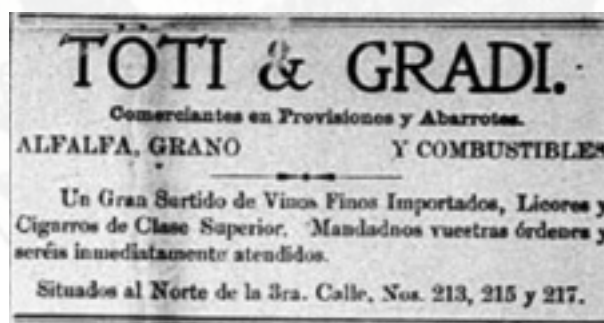 TOTI & GRADI.
Comerciantes en Provisiones y Abarrotes.
ALFALFA, GRANO Y COMBUSTIBLES
Un Gran Surtido de Vinos Finos Importados, Licores y
Cigarros de Clase Superior. Mandadnos vuestras órdenes y
seréis inmediatamente atendidos.
Situados al Norte de la 3ra. Calle, Nos. 213, 215 y 217.